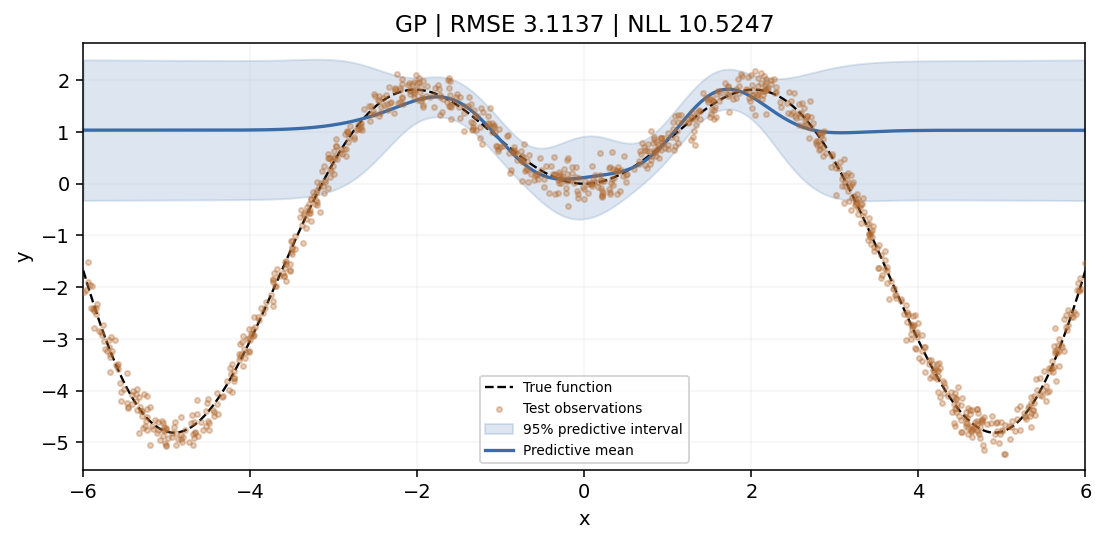 GP | RMSE 3.1137 | NLL 10.5247
y
2
1
0
−1
−2
−3
−4
−5
True function
Test observations
95% predictive interval
Predictive mean
−6 −4 −2 0 2 4 6
x